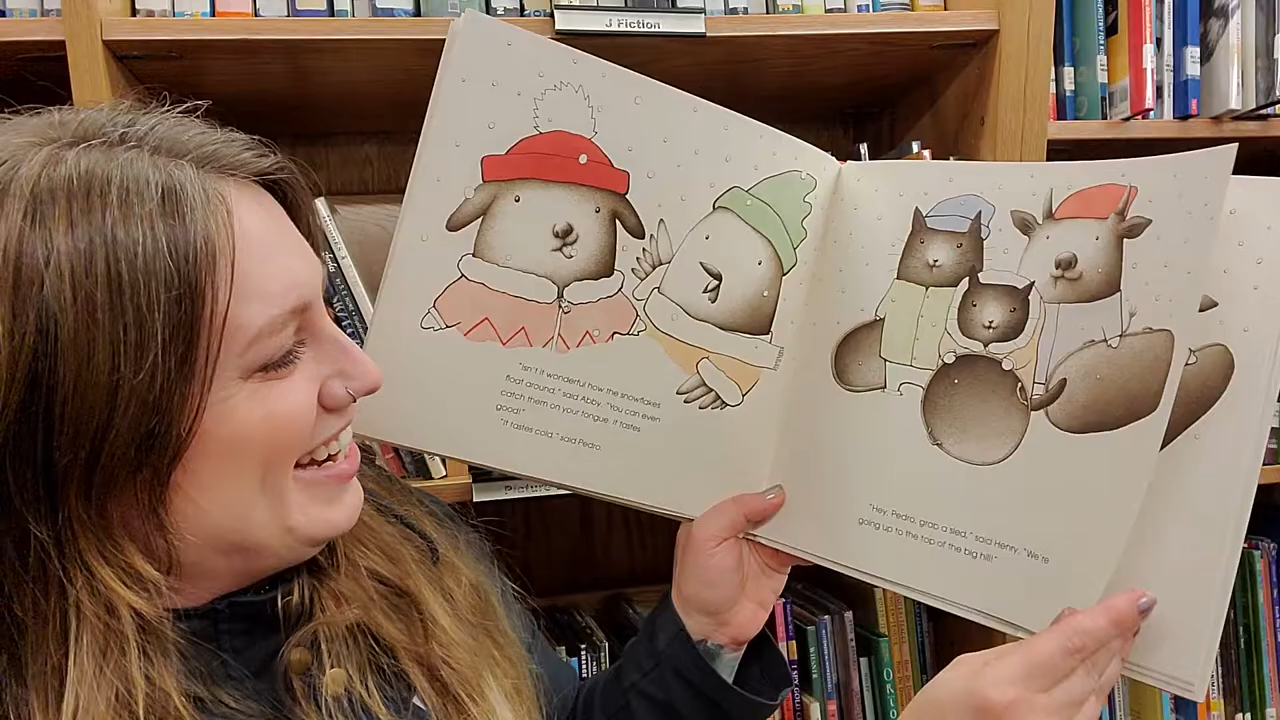 J Fiction
"Isn't it wonderful how the snowflakes
float around," said Abby. "You can even
catch them on your tongue. It tastes
good!"
"It tastes cold," said Pedro.
"Hey, Pedro, grab a sled," said Henry. "We're
going up to the top of the big hill!"
Picture